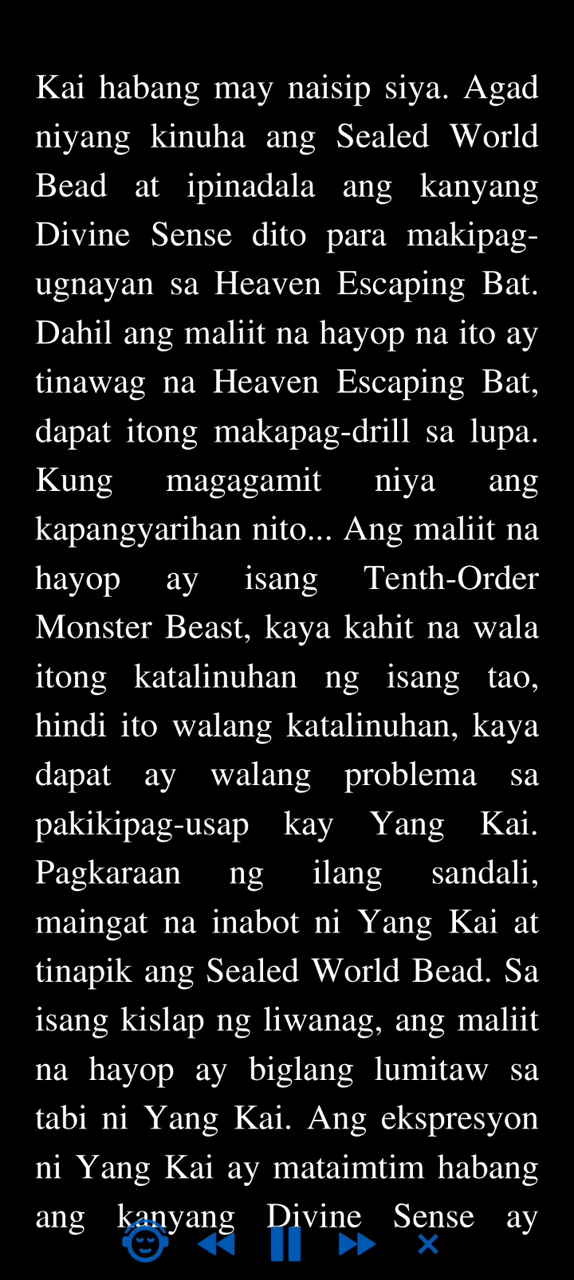 Kai habang may naisip siya. Agad
niyang kinuha ang Sealed World
Bead at ipinadala ang kanyang
Divine Sense dito para makipag-
ugnayan sa Heaven Escaping Bat.
Dahil ang maliit na hayop na ito ay
tinawag na Heaven Escaping Bat,
dapat itong makapag-drill sa lupa.
Kung magagamit niya ang
kapangyarihan nito... Ang maliit na
hayop ay isang Tenth-Order
Monster Beast, kaya kahit na wala
itong katalinuhan ng isang tao,
hindi ito walang katalinuhan, kaya
dapat ay walang problema sa
pakikipag-usap kay Yang Kai.
Pagkaraan ng ilang sandali,
maingat na inabot ni Yang Kai at
tinapik ang Sealed World Bead. Sa
isang kislap ng liwanag, ang maliit
na hayop ay biglang lumitaw sa
tabi ni Yang Kai. Ang ekspresyon
ni Yang Kai ay mataimtim habang
ang kanyang Divine Sense ay